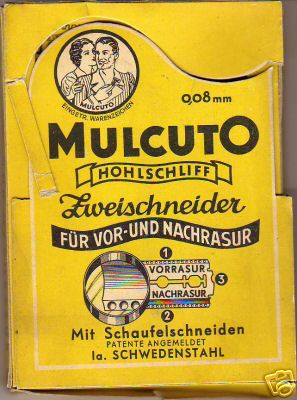 MULCUTO
EINGETR. WARENZEICHEN
0,08 mm
MULCUTO
HOHLSCHLIFF
Zweischneider
FÜR VOR-UND NACHRASUR
1
VORRASUR
3
NACHRASUR
2
Mit Schaufelschneiden
PATENTE ANGEMELDET
Ia. SCHWEDENSTAHL